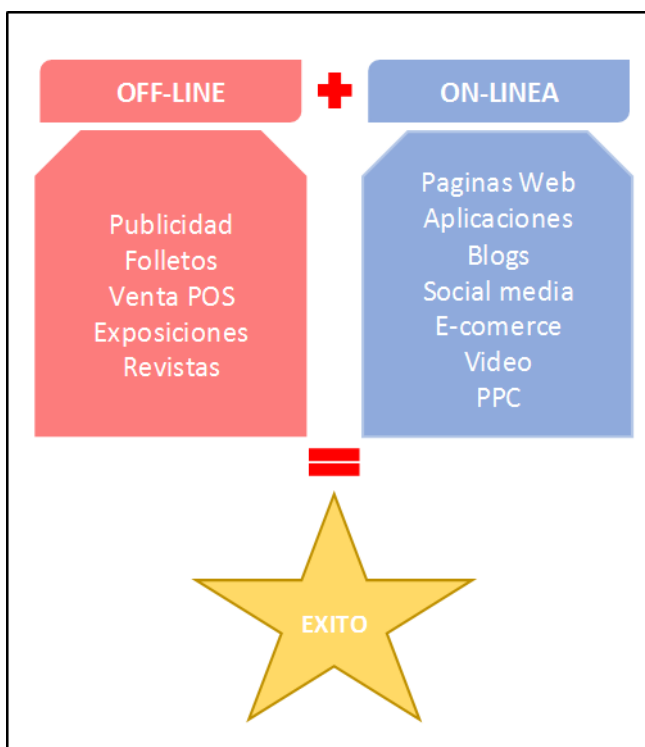 OFF-LINE
ON-LINEA
Publicidad
Folletos
Venta POS
Exposiciones
Revistas
Paginas Web
Aplicaciones
Blogs
Social media
E-comerce
Video
PPC
EXITO